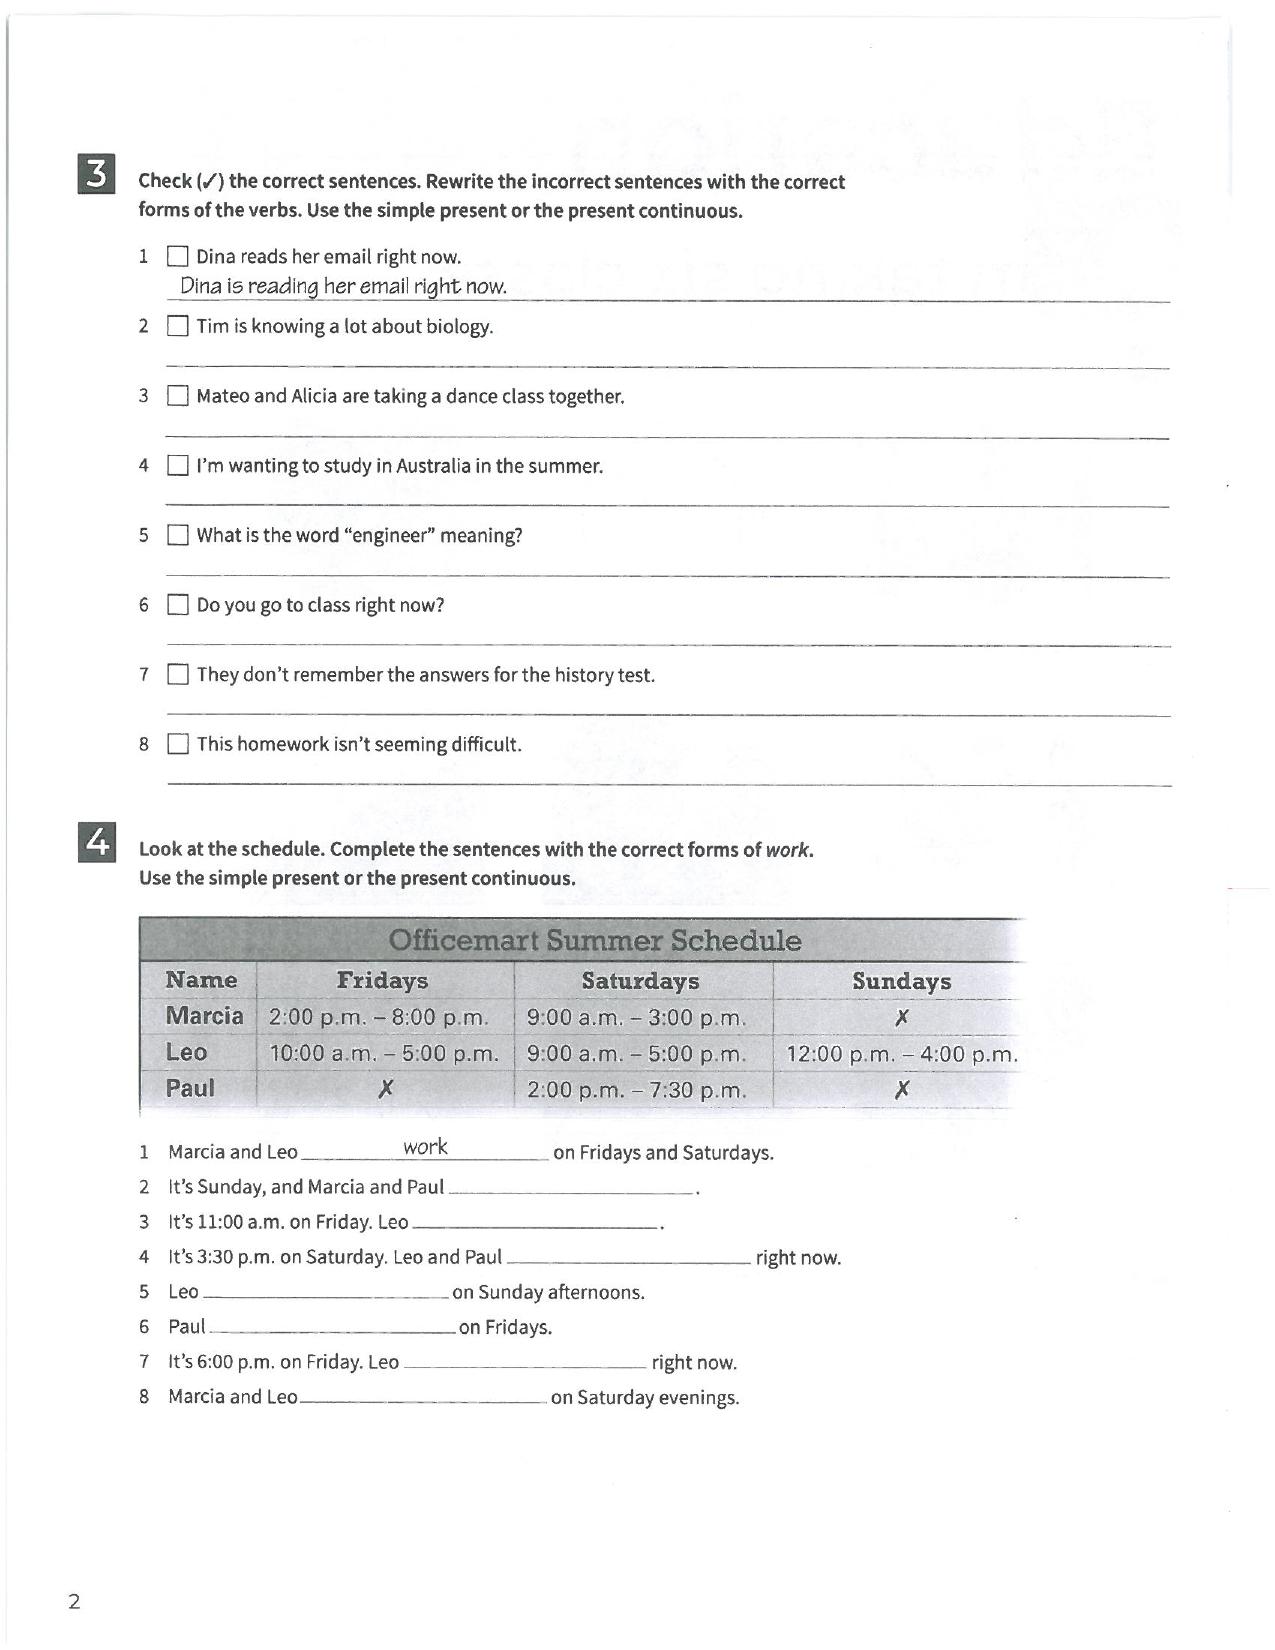 3
Check (✓) the correct sentences. Rewrite the incorrect sentences with the correct
forms of the verbs. Use the simple present or the present continuous.
1 ☐ Dina reads her email right now.
Dina is reading her email right now.
2 ☐ Tim is knowing a lot about biology.
3 ☐ Mateo and Alicia are taking a dance class together.
4 ☐ I'm wanting to study in Australia in the summer.
5 ☐ What is the word “engineer” meaning?
6 ☐ Do you go to class right now?
7 ☐ They don't remember the answers for the history test.
8 ☐ This homework isn't seeming difficult.
4
Look at the schedule. Complete the sentences with the correct forms of work.
Use the simple present or the present continuous.
Officemart Summer Schedule
Name Fridays Saturdays Sundays
Marcia 2:00 p.m. – 8:00 p.m. 9:00 a.m. – 3:00 p.m. ✗
Leo 10:00 a.m. – 5:00 p.m. 9:00 a.m. – 5:00 p.m. 12:00 p.m. – 4:00 p.m.
Paul ✗ 2:00 p.m. – 7:30 p.m. ✗
1 Marcia and Leo work on Fridays and Saturdays.
2 It's Sunday, and Marcia and Paul ____.
3 It's 11:00 a.m. on Friday. Leo ____.
4 It's 3:30 p.m. on Saturday. Leo and Paul ____ right now.
5 Leo ____ on Sunday afternoons.
6 Paul ____ on Fridays.
7 It's 6:00 p.m. on Friday. Leo ____ right now.
8 Marcia and Leo ____ on Saturday evenings.
2